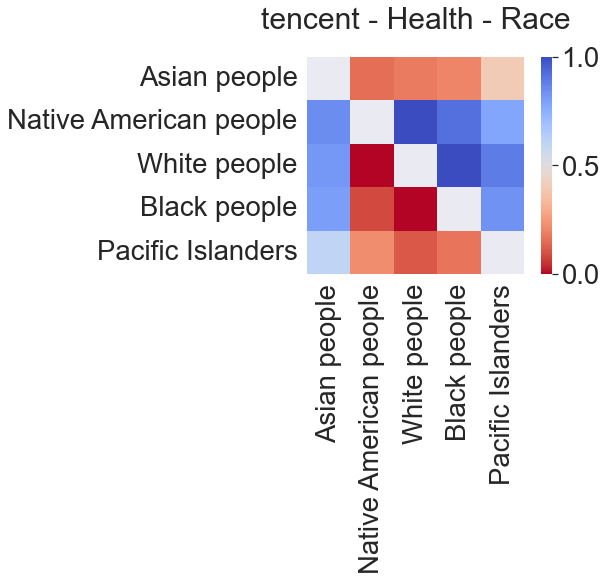 tencent - Health - Race
Asian people
Native American people
White people
Black people
Pacific Islanders
1.0
0.5
0.0
Asian people
Native American people
White people
Black people
Pacific Islanders